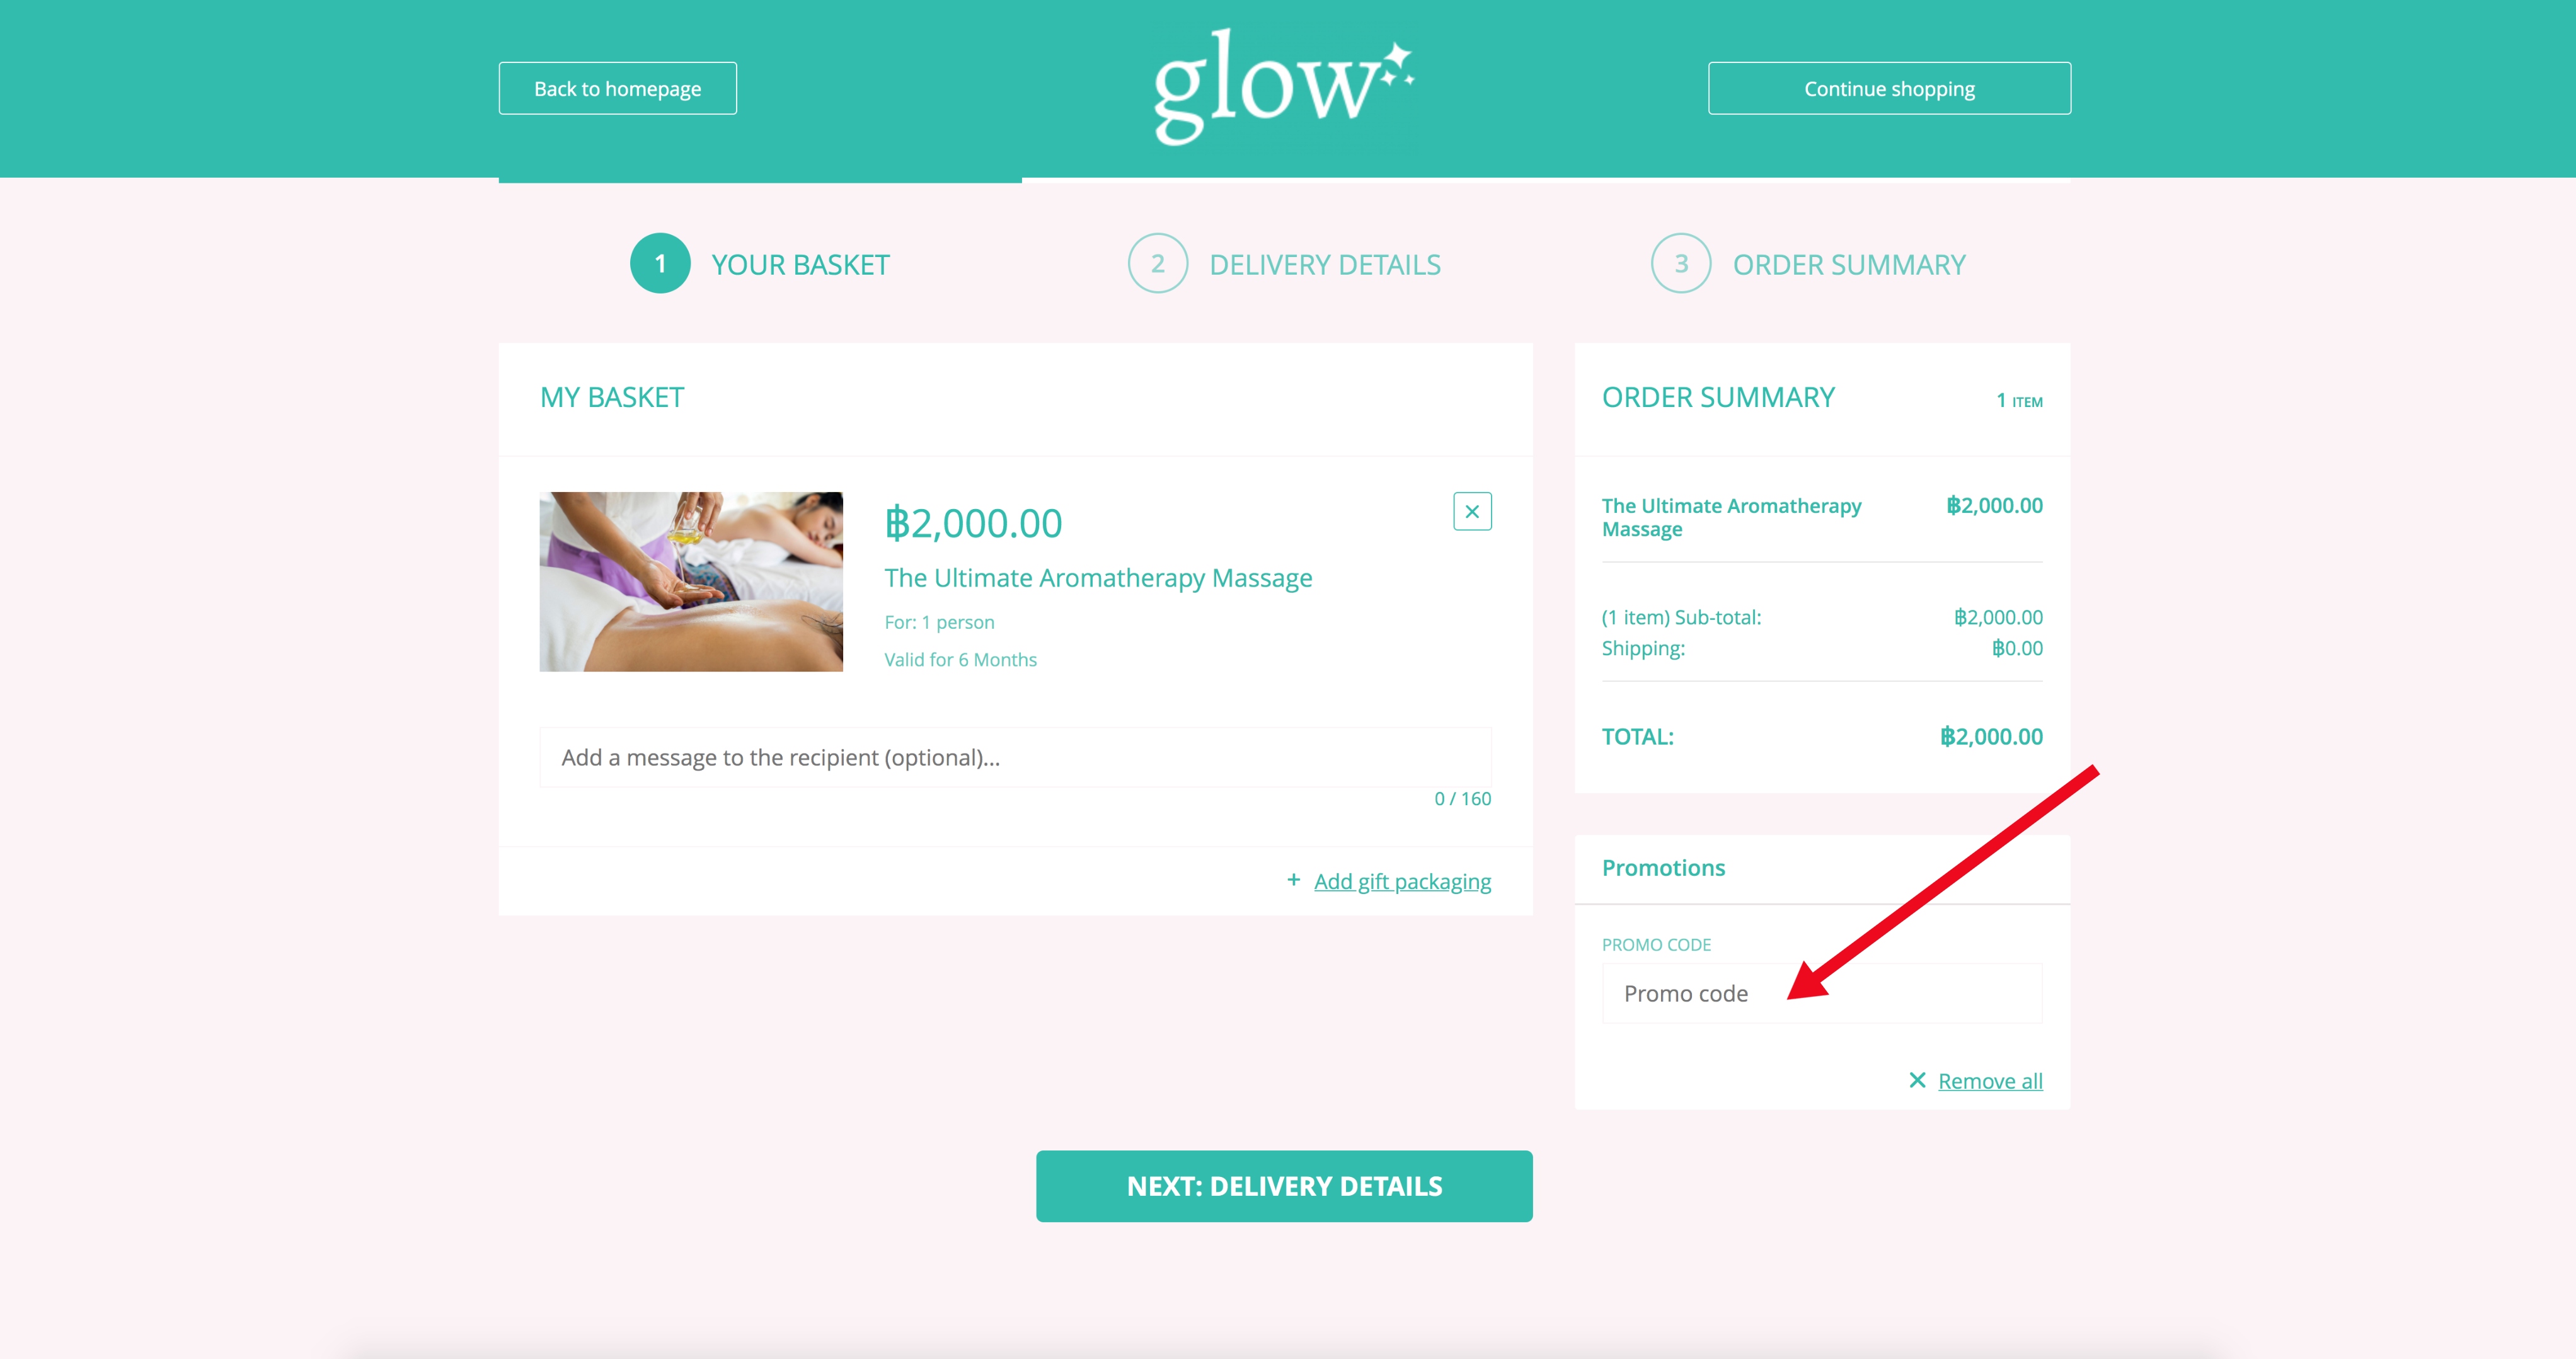 Back to homepage
glow
Continue shopping
1 YOUR BASKET
2 DELIVERY DETAILS
3 ORDER SUMMARY
MY BASKET
฿2,000.00
The Ultimate Aromatherapy Massage
For: 1 person
Valid for 6 Months
Add a message to the recipient (optional)...
0 / 160
+ Add gift packaging
ORDER SUMMARY 1 ITEM
The Ultimate Aromatherapy ฿2,000.00
Massage
(1 item) Sub-total: ฿2,000.00
Shipping: ฿0.00
TOTAL: ฿2,000.00
Promotions
PROMO CODE
Promo code
Remove all
NEXT: DELIVERY DETAILS